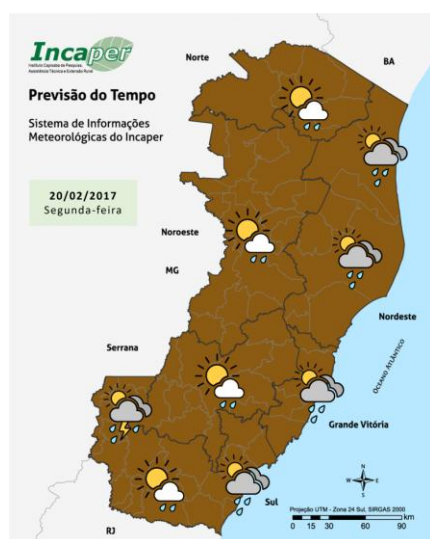 Incaper
Instituto Capixaba de Pesquisa,
Assistência Técnica e Extensão Rural
Previsão do Tempo
Sistema de Informações
Meteorológicas do Incaper
20/02/2017
Segunda-feira
Norte
BA
Noroeste
MG
Nordeste
Serrana
OCEANO ATLÂNTICO
Grande Vitória
Sul
RJ
N
W E
S
Projeção UTM - Zona 24 Sul, SIRGAS 2000
km
0 15 30 60 90